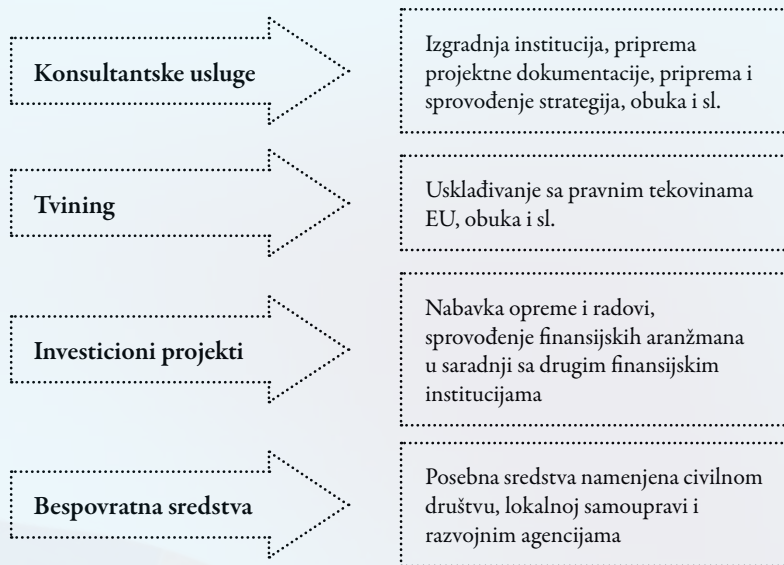 Konsultantske usluge
Izgradnja institucija, priprema
projektne dokumentacije, priprema i
sprovođenje strategija, obuka i sl.
Tvining
Usklađivanje sa pravnim tekovinama
EU, obuka i sl.
Investicioni projekti
Nabavka opreme i radovi,
sprovođenje finansijskih aranžmana
u saradnji sa drugim finansijskim
institucijama
Bespovratna sredstva
Posebna sredstva namenjena civilnom
društvu, lokalnoj samoupravi i
razvojnim agencijama